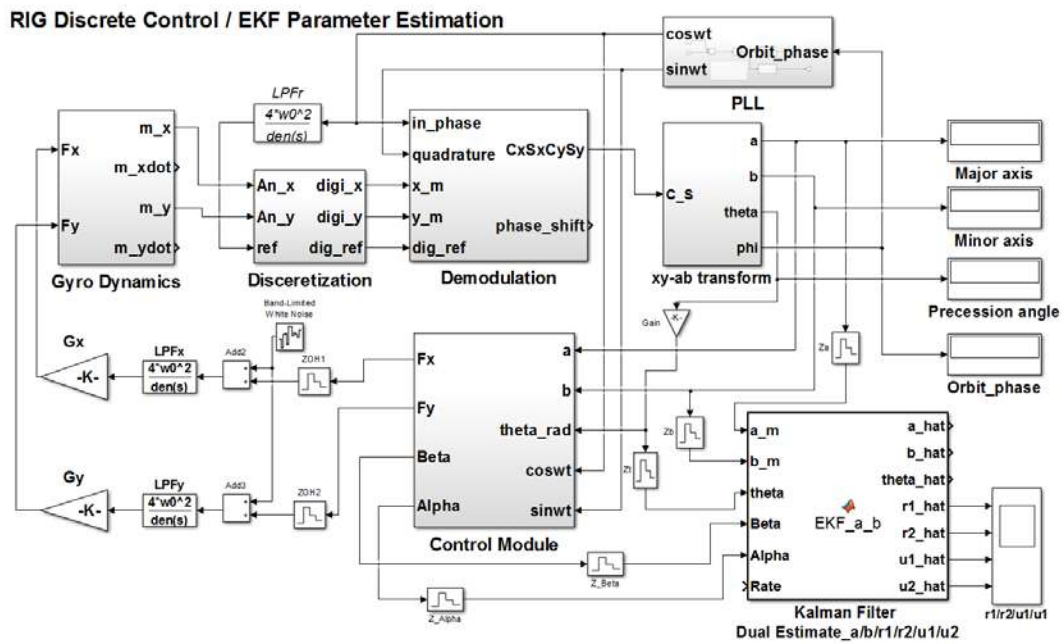 RIG Discrete Control / EKF Parameter Estimation
coswt
sinwt
Orbit_phase
PLL
LPFr
4*w0^2
den(s)
Fx
Fy
m_x
m_xdot
m_y
m_ydot
Gyro Dynamics
An_x
An_y
ref
digi_x
digi_y
dig_ref
Disceretization
in_phase
quadrature
x_m
y_m
dig_ref
CxSxCySy
phase_shift
Demodulation
C_S
a
b
theta
phi
xy-ab transform
Major axis
Minor axis
Precession angle
Orbit_phase
Gain
-K-
Za
Band-Limited
White Noise
Gx
-K-
LPFx
4*w0^2
den(s)
Add2
ZOH1
Gy
-K-
LPFy
4*w0^2
den(s)
Add3
ZOH2
Fx
Fy
Beta
Alpha
a
b
theta_rad
coswt
sinwt
Control Module
Zb
Zt
Z_Beta
Z_Alpha
a_m
b_m
theta
Beta
Alpha
Rate
EKF_a_b
a_hat
b_hat
theta_hat
r1_hat
r2_hat
u1_hat
u2_hat
Kalman Filter
Dual Estimate_a/b/r1/r2/u1/u2
r1/r2/u1/u1